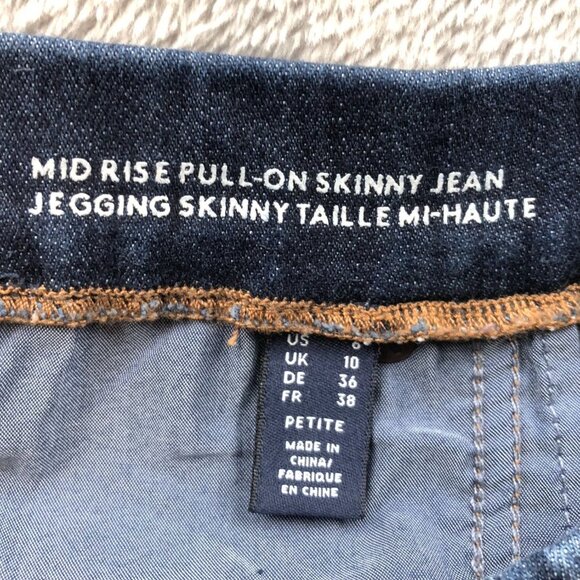 MID RISE PULL-ON SKINNY JEAN
JEGGING SKINNY TAILLE MI-HAUTE
US
UK 10
DE 36
FR 38
PETITE
MADE IN
CHINA/
FABRIQUE
EN CHINE